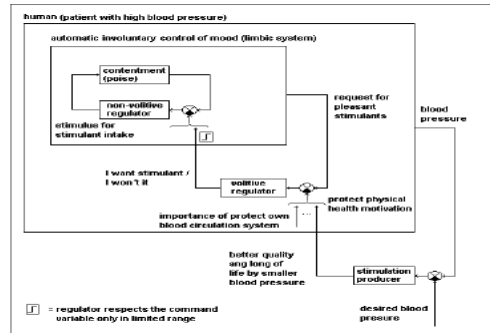 human (patient with high blood pressure)
automatic involuntary control of mood (limbic system)
contentment
(poise)
non-volitive
regulator
stimulus for
stimulant intake
request for
pleasant
stimulants
blood
pressure
I want stimulant /
I won't it
volitive
regulator
protect physical
health motivation
importance of protect own
blood circulation system
...
better quality
ang long of
life by smaller
blood pressure
stimulation
producer
desired blood
presure
= regulator respects the command
variable only in limited range